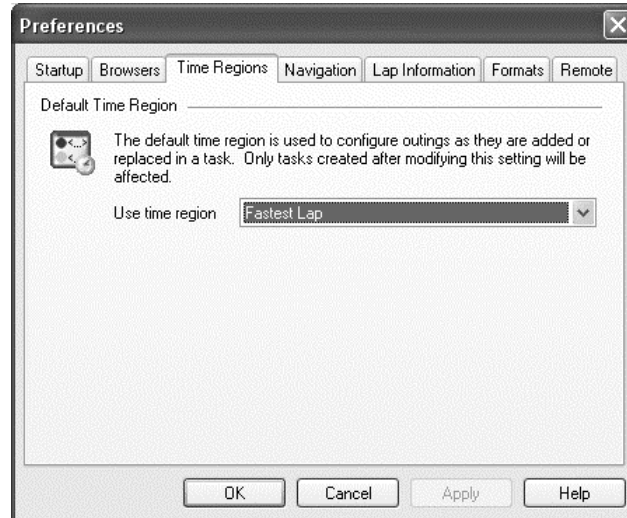 Preferences
Startup Browsers Time Regions Navigation Lap Information Formats Remote
Default Time Region
The default time region is used to configure outings as they are added or
replaced in a task. Only tasks created after modifying this setting will be
affected.
Use time region Fastest Lap
OK Cancel Apply Help